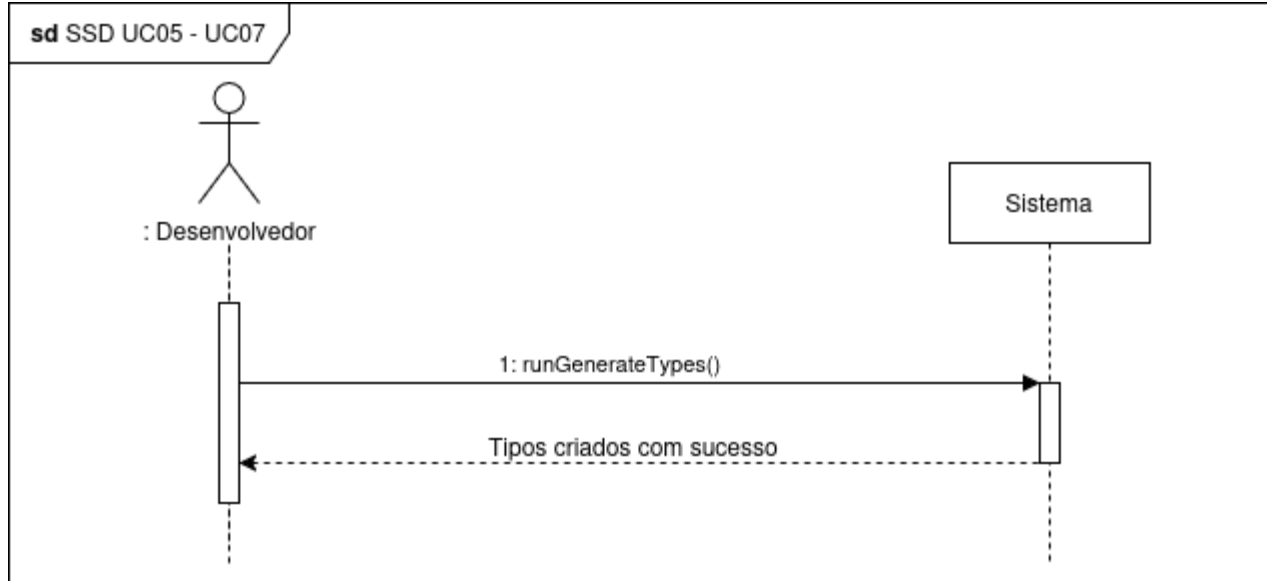 sd SSD UC05 - UC07
: Desenvolvedor
Sistema
1: runGenerateTypes()
Tipos criados com sucesso